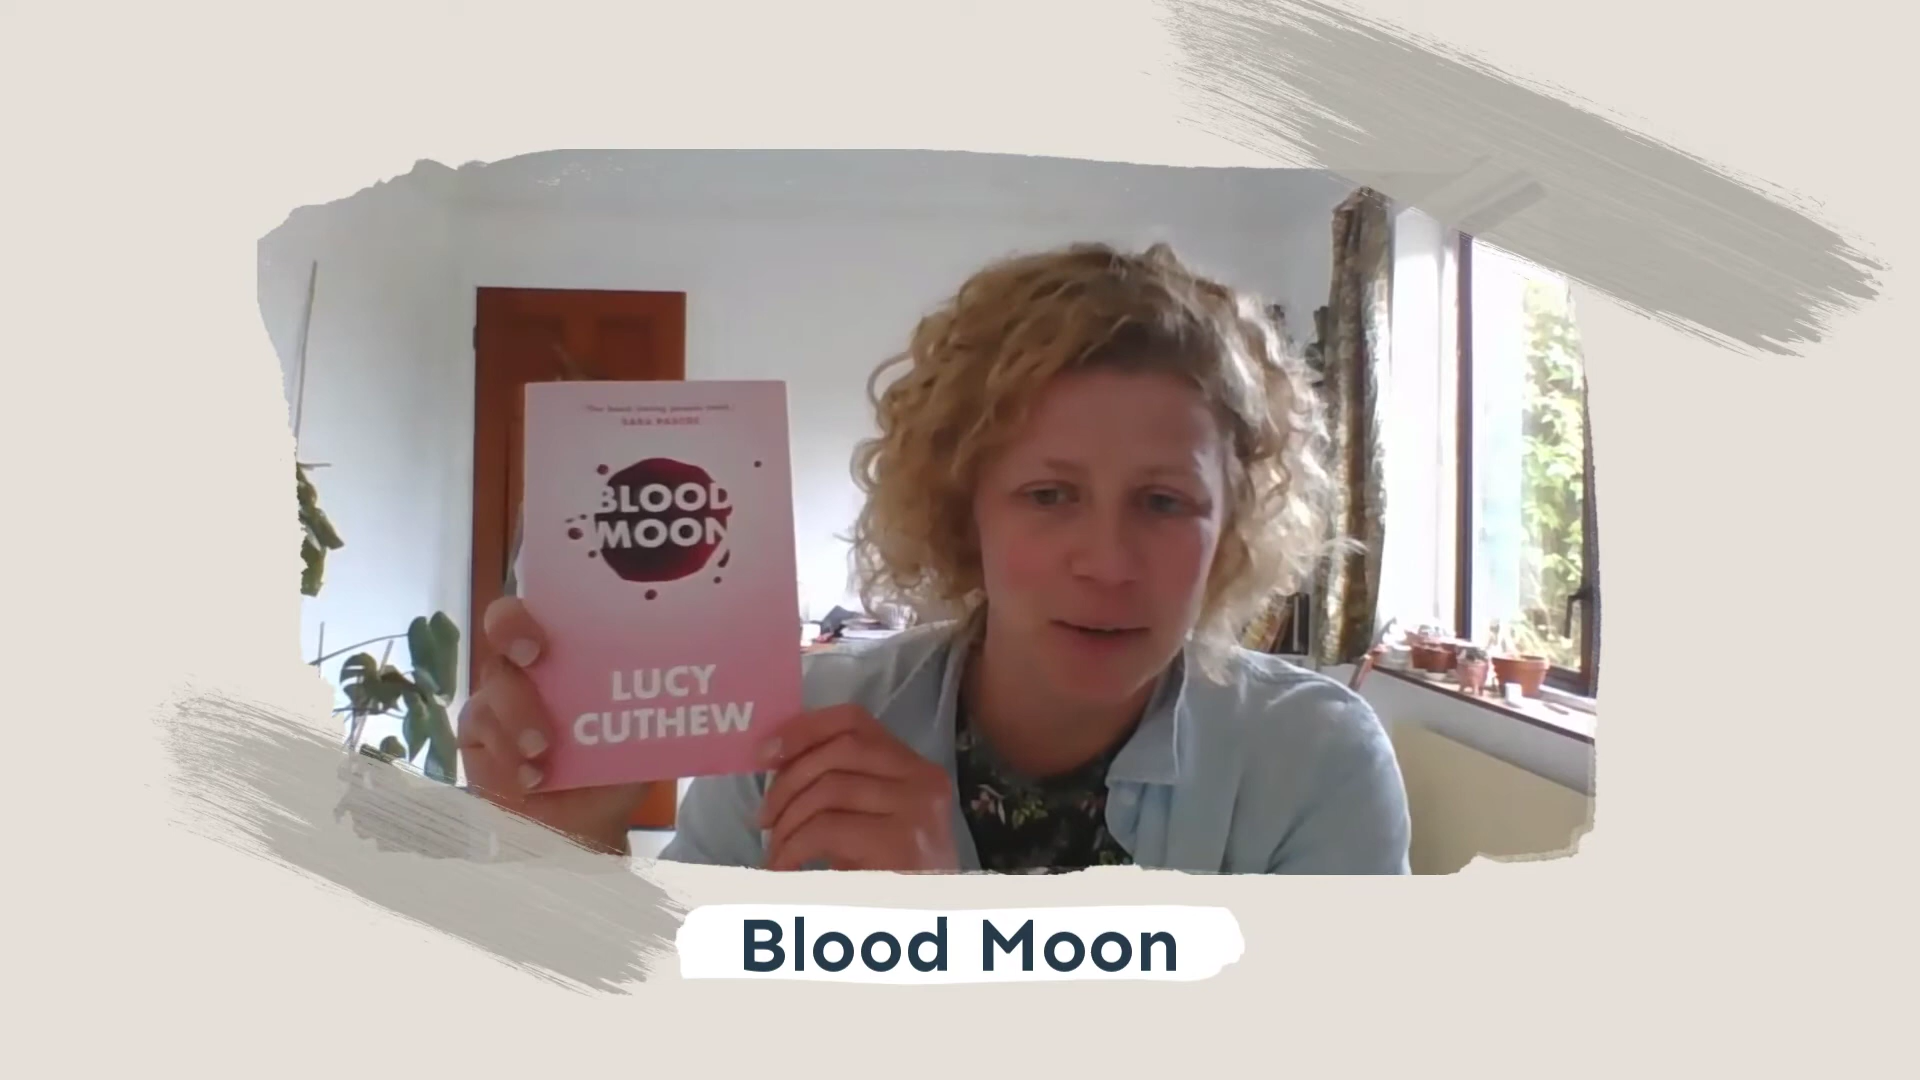 SARA PASCOE
BLOOD
MOON
LUCY
CUTHEW
Blood Moon